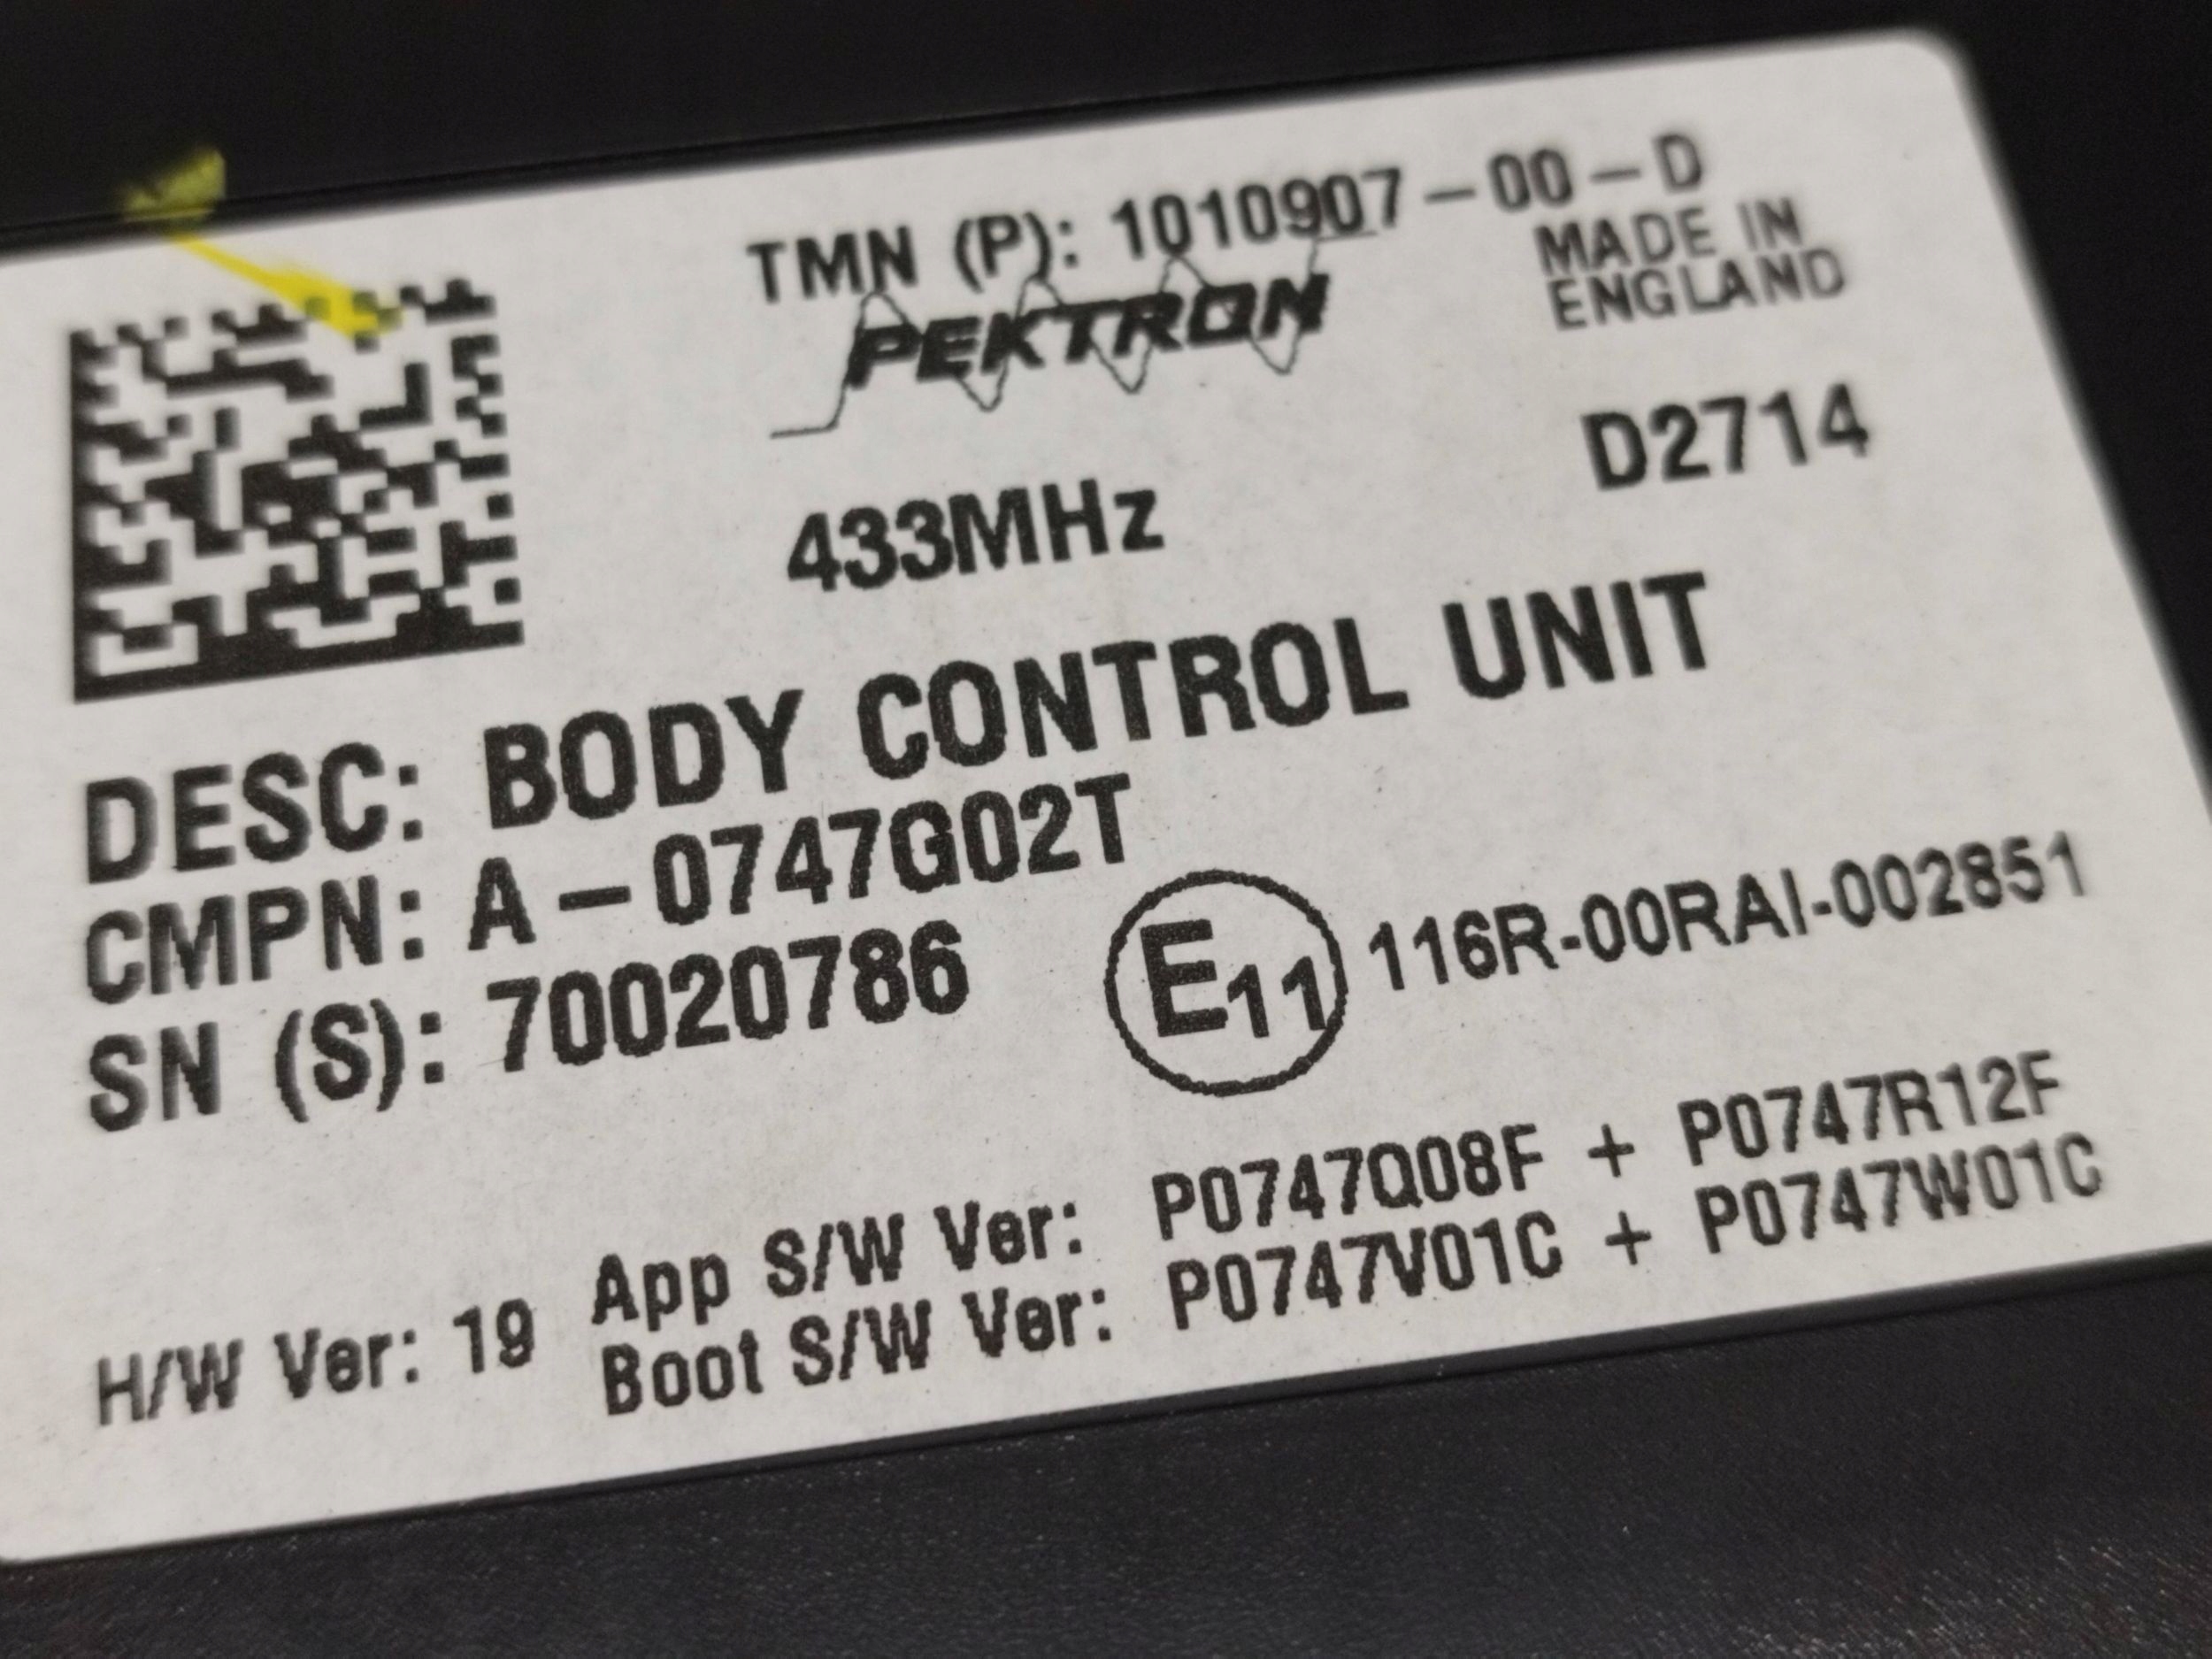 TMN (P): 1010907-00-D
PEKTRON
MADE IN
ENGLAND
433MHz
D2714
DESC: BODY CONTROL UNIT
CMPN: A-0747G02T
SN (S): 70020786
E11 116R-00RAI-002851
H/W Ver: 19
App S/W Ver: P0747Q08F + P0747R12F
Boot S/W Ver: P0747V01C + P0747W01C